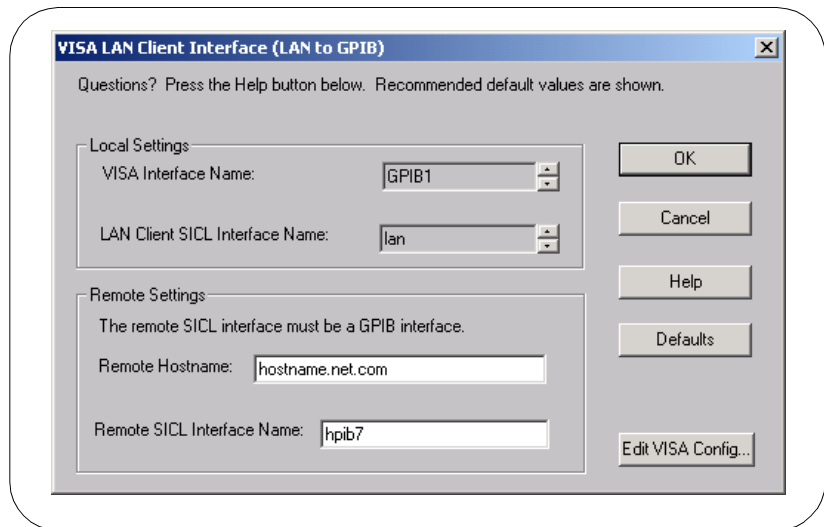 VISA LAN Client Interface (LAN to GPIB)
Questions? Press the Help button below. Recommended default values are shown.
Local Settings
VISA Interface Name: GPIB1
LAN Client SICL Interface Name: lan
OK
Cancel
Help
Defaults
Edit VISA Config...
Remote Settings
The remote SICL interface must be a GPIB interface.
Remote Hostname: hostname.net.com
Remote SICL Interface Name: hpib7